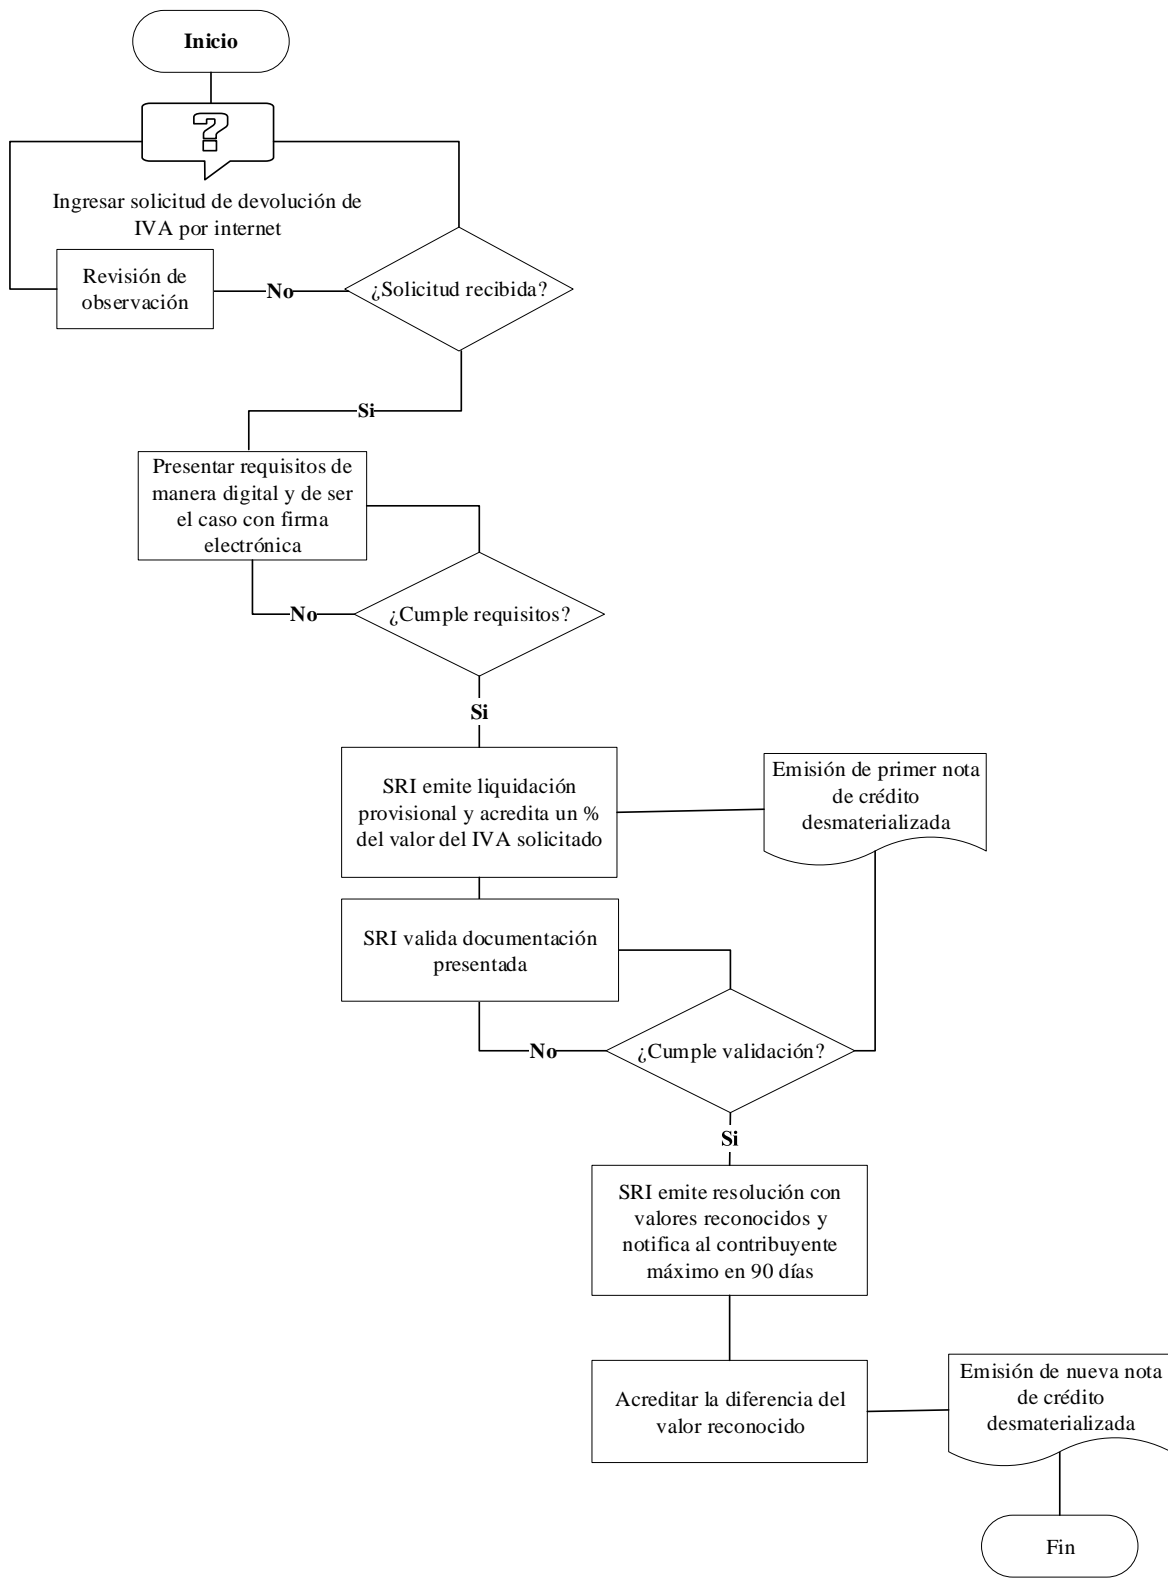 Inicio
?
Ingresar solicitud de devolución de
IVA por internet
Revisión de
observación
No
¿Solicitud recibida?
Si
Presentar requisitos de
manera digital y de ser
el caso con firma
electrónica
No
¿Cumple requisitos?
Si
SRI emite liquidación
provisional y acredita un %
del valor del IVA solicitado
Emisión de primer nota
de crédito
desmaterializada
SRI valida documentación
presentada
No
¿Cumple validación?
Si
SRI emite resolución con
valores reconocidos y
notifica al contribuyente
máximo en 90 días
Acreditar la diferencia del
valor reconocido
Emisión de nueva nota
de crédito
desmaterializada
Fin